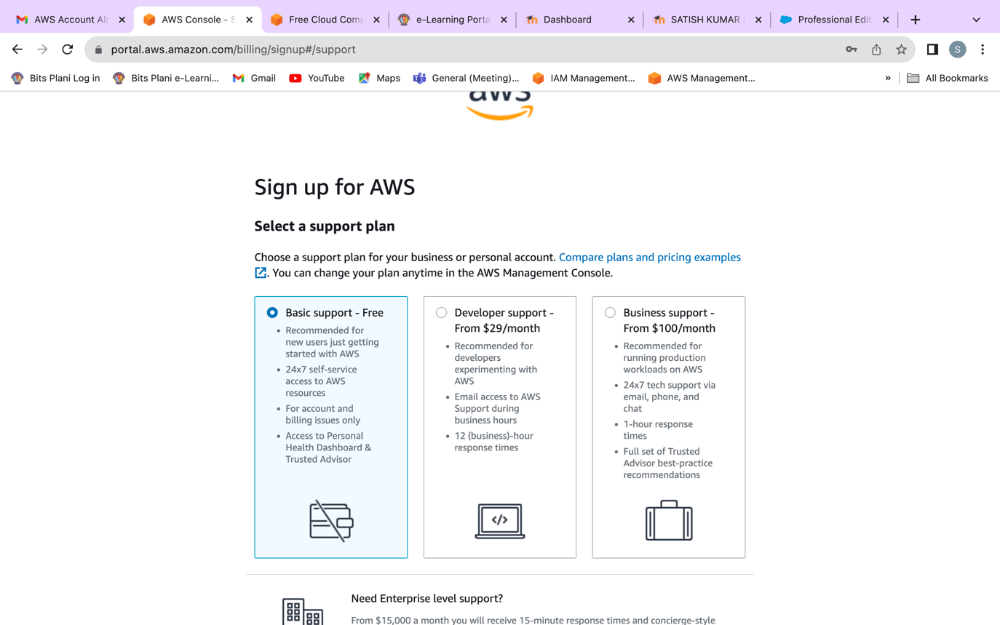 AWS Account Al
AWS Console - S
Free Cloud Comp
e-Learning Porta
Dashboard
SATISH KUMAR S
Professional Edit
portal.aws.amazon.com/billing/signup#/support
S
Bits Plani Log in
Bits Plani e-Learni...
Gmail
YouTube
Maps
General (Meeting)...
IAM Management...
AWS Management...
»
All Bookmarks
aws
Sign up for AWS
Select a support plan
Choose a support plan for your business or personal account. Compare plans and pricing examples
. You can change your plan anytime in the AWS Management Console.
Basic support - Free
• Recommended for
new users just getting
started with AWS
• 24x7 self-service
access to AWS
resources
• For account and
billing issues only
• Access to Personal
Health Dashboard &
Trusted Advisor
Developer support -
From $29/month
• Recommended for
developers
experimenting with
AWS
• Email access to AWS
Support during
business hours
• 12 (business)-hour
response times
</>
Business support -
From $100/month
• Recommended for
running production
workloads on AWS
• 24x7 tech support via
email, phone, and
chat
• 1-hour response
times
• Full set of Trusted
Advisor best-practice
recommendations
Need Enterprise level support?
From $15,000 a month you will receive 15-minute response times and concierge-style